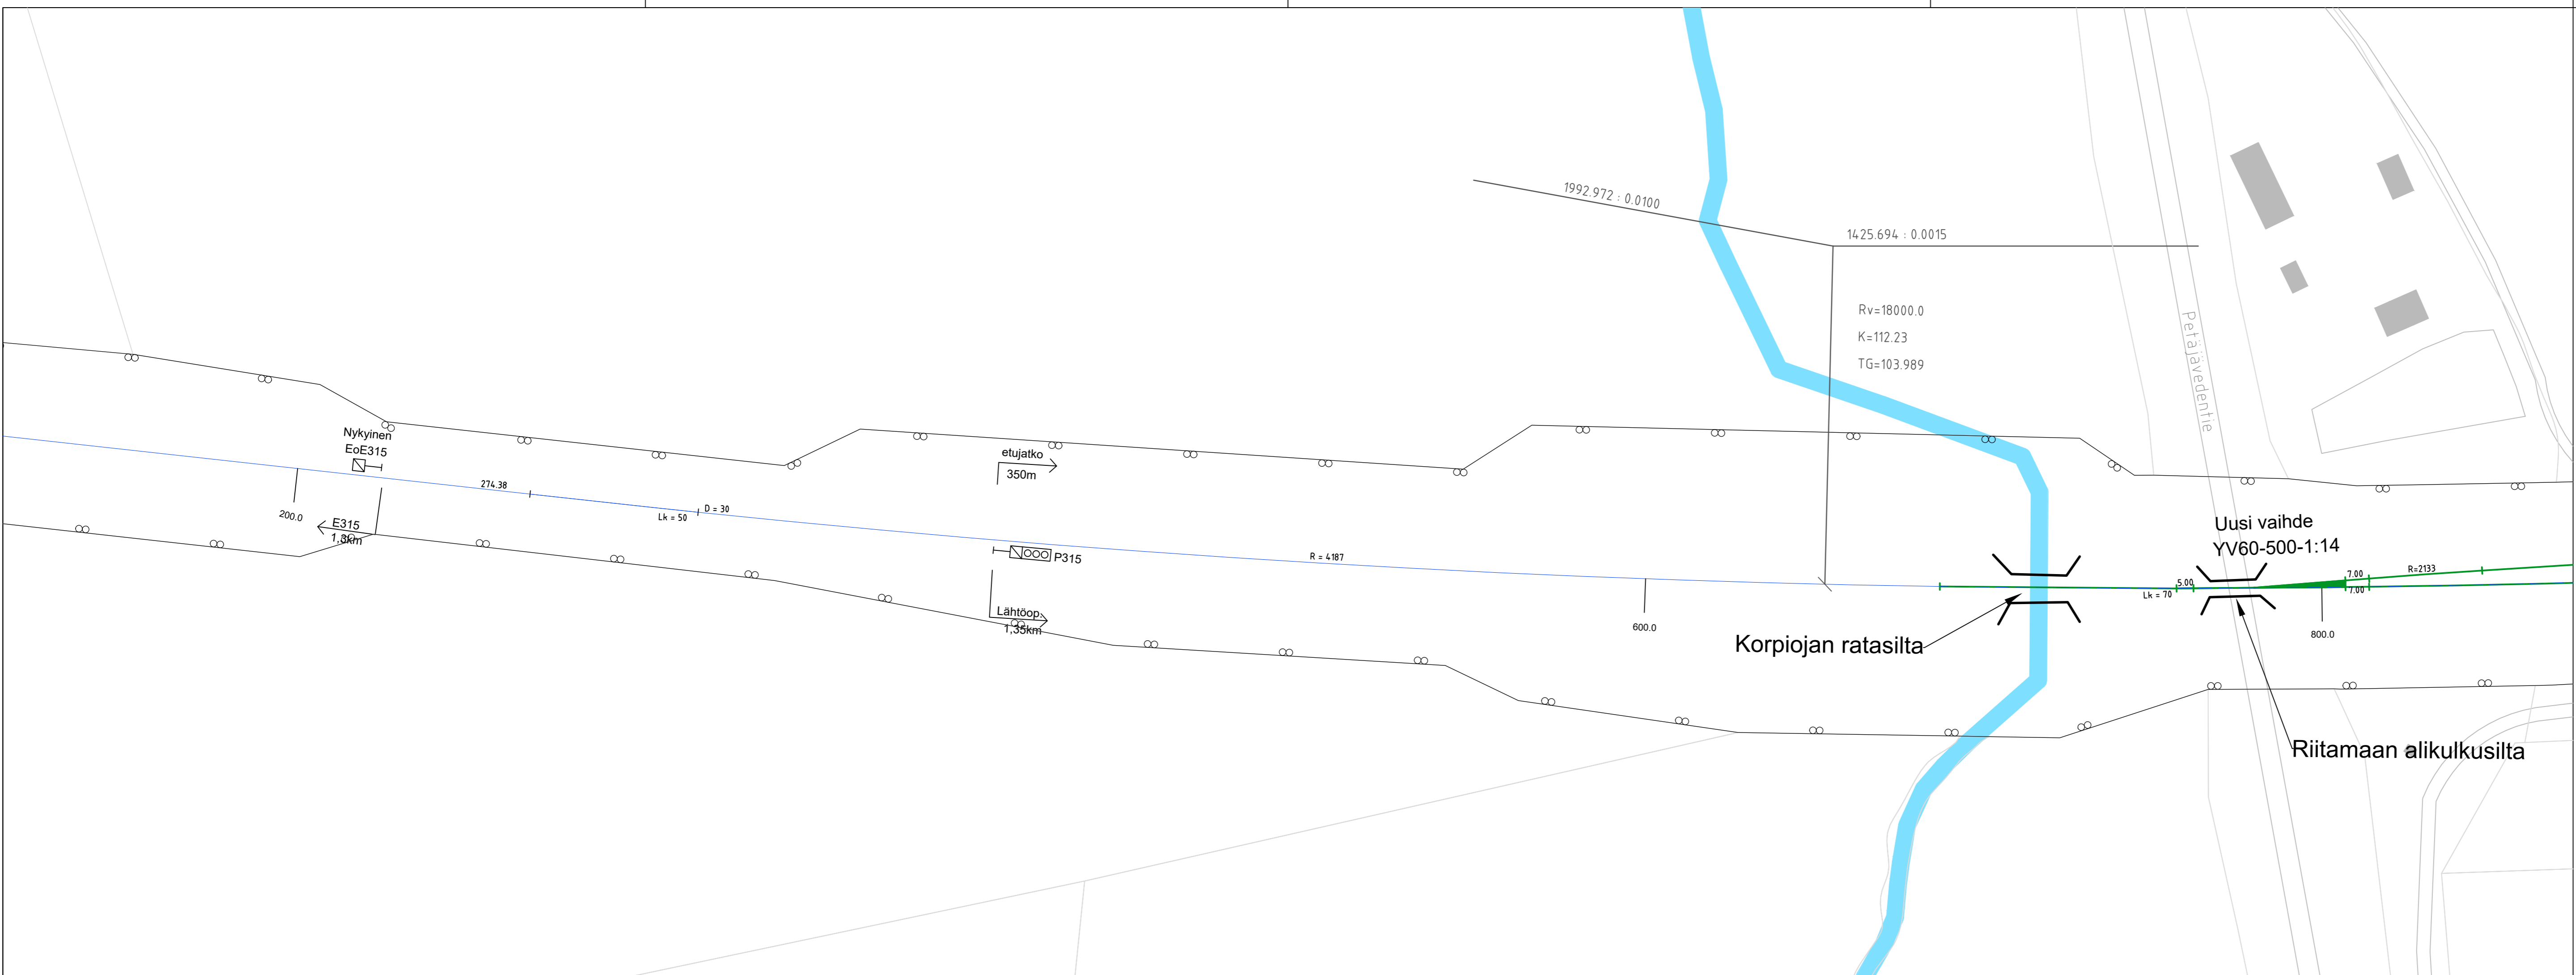 1992.972 : 0.0100
1425.694 : 0.0015
Rv=18000.0
K=112.23
TG=103.989
Petäjävedentie
Nykyinen
EoE315
200.0
E315
1,8km
274.38
Lk = 50
D = 30
etujatko
350m
P315
Lähtöop.
1,35km
R = 4187
600.0
Korpiojan ratasilta
Uusi vaihde
YV60-500-1:14
5.00
Lk = 70
7.00
7.00
R=2133
800.0
Riitamaan alikulkusilta